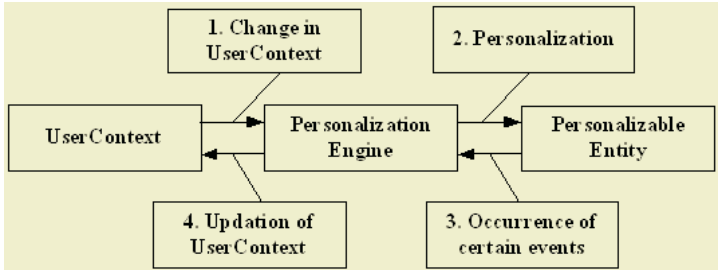 1. Change in
UserContext
2. Personalization
UserContext
Personalization
Engine
Personalizable
Entity
4. Updation of
UserContext
3. Occurrence of
certain events